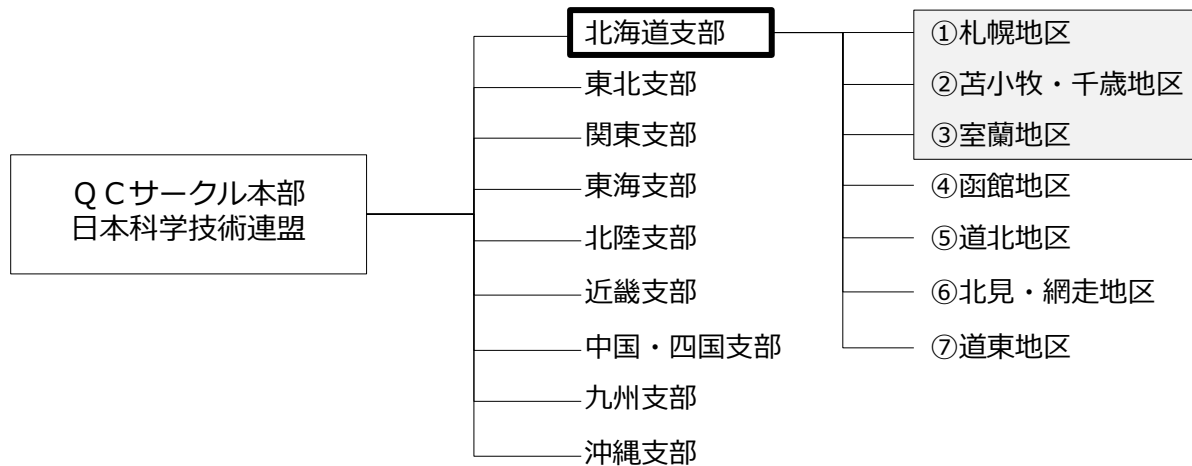 ＱＣサークル本部
日本科学技術連盟
北海道支部
東北支部
関東支部
東海支部
北陸支部
近畿支部
中国・四国支部
九州支部
沖縄支部
①札幌地区
②苫小牧・千歳地区
③室蘭地区
④函館地区
⑤道北地区
⑥北見・網走地区
⑦道東地区